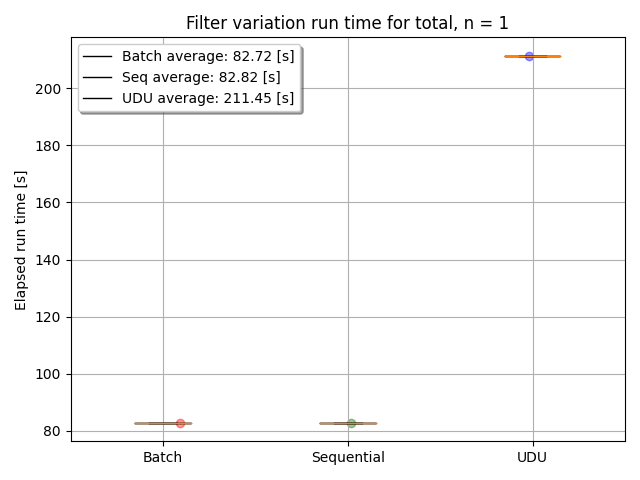 Filter variation run time for total, n = 1
Batch average: 82.72 [s]
Seq average: 82.82 [s]
UDU average: 211.45 [s]
Elapsed run time [s]
200
180
160
140
120
100
80
Batch Sequential UDU